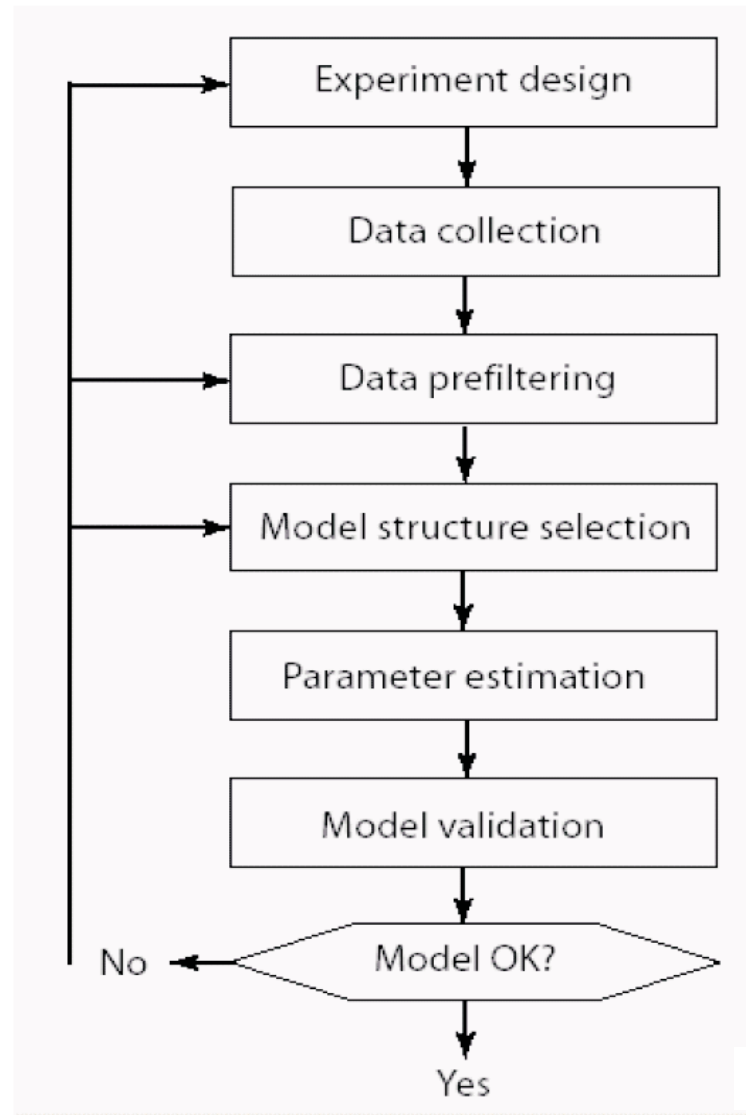 Experiment design
Data collection
Data prefiltering
Model structure selection
Parameter estimation
Model validation
Model OK?
No
Yes